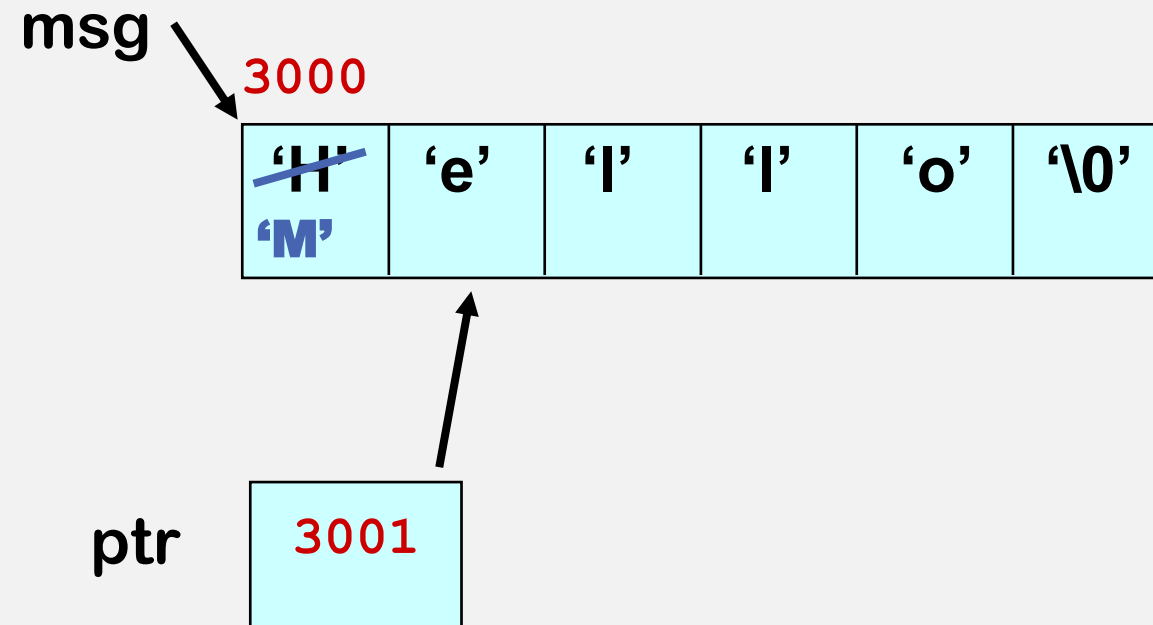 msg
3000
‘H’ ‘e’ ‘l’ ‘l’ ‘o’ ‘\0’
‘M’
ptr
3001